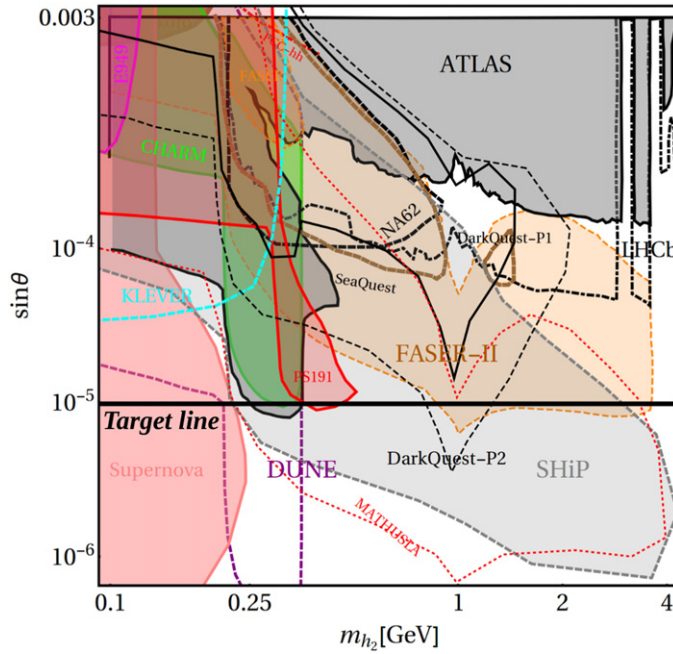 0.003
E949
FCC-hh
FASER
ATLAS
CHARM
NA62
10⁻⁴
DarkQuest-P1
LHCb
sinθ
KLEVER
SeaQuest
FASER-II
PS191
10⁻⁵
Target line
Supernova
DUNE
DarkQuest-P2
SHiP
MATHUSLA
10⁻⁶
0.1 0.25 1 2 4
m_{h_2}[GeV]